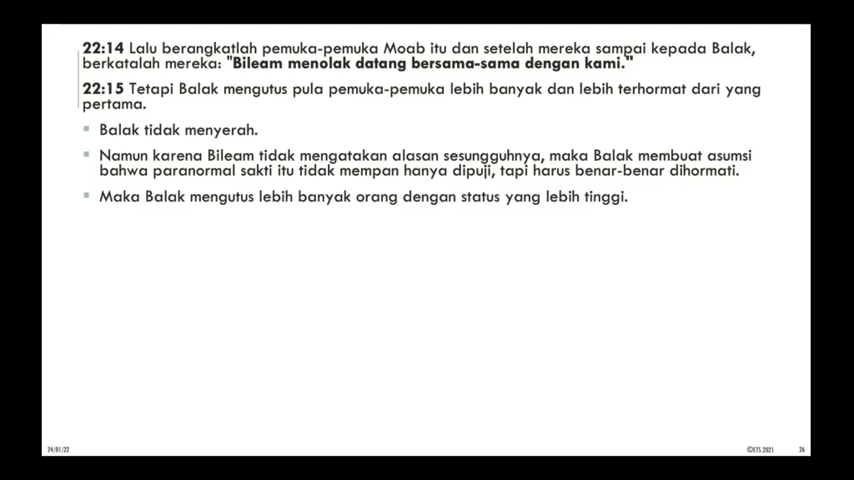 22:14 Lalu berangkatlah pemuka-pemuka Moab itu dan setelah mereka sampai kepada Balak,
berkatalah mereka: "Bileam menolak datang bersama-sama dengan kami."
22:15 Tetapi Balak mengutus pula pemuka-pemuka lebih banyak dan lebih terhormat dari yang
pertama.
Balak tidak menyerah.
Namun karena Bileam tidak mengatakan alasan sesungguhnya, maka Balak membuat asumsi
bahwa paranormal sakti itu tidak mempan hanya dipuji, tapi harus benar-benar dihormati.
Maka Balak mengutus lebih banyak orang dengan status yang lebih tinggi.
24/01/22
©ETS.2021
26